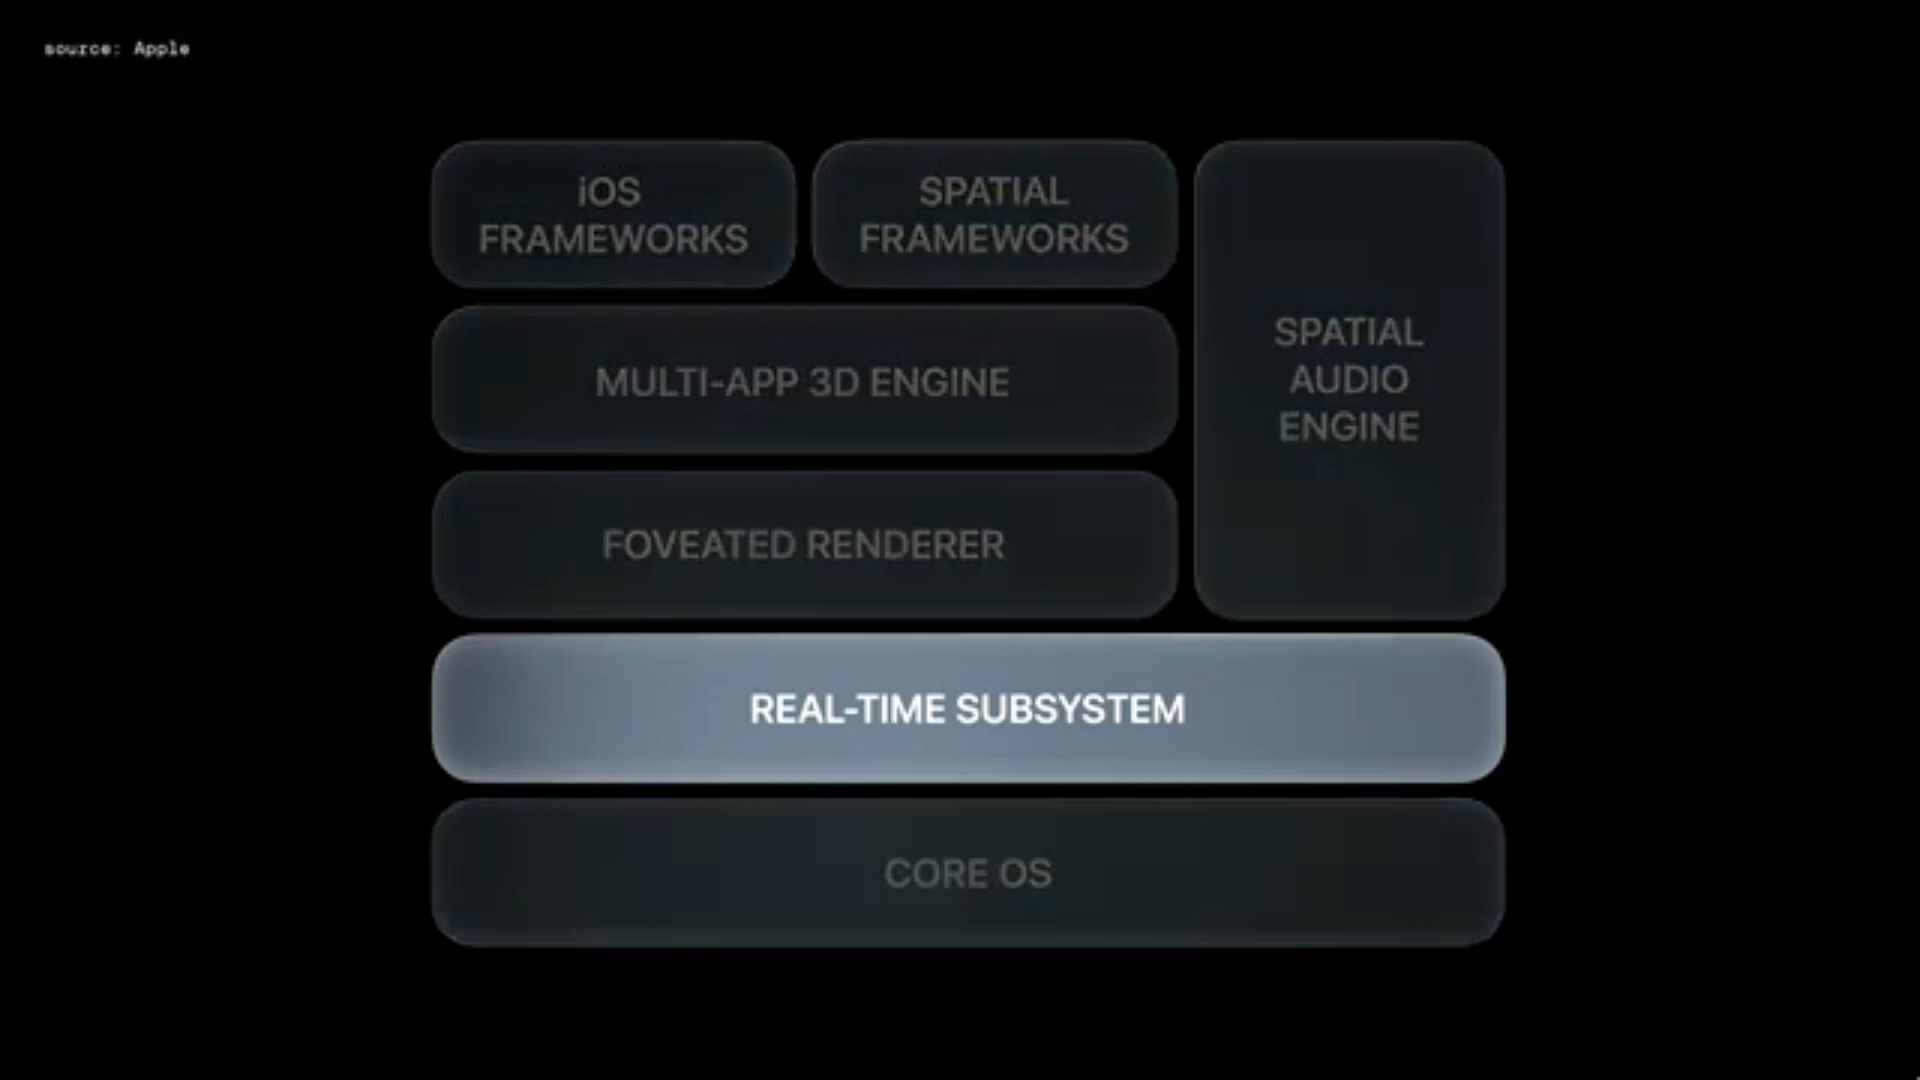 source: Apple
iOS
FRAMEWORKS
SPATIAL
FRAMEWORKS
SPATIAL
AUDIO
ENGINE
MULTI-APP 3D ENGINE
FOVEATED RENDERER
REAL-TIME SUBSYSTEM
CORE OS